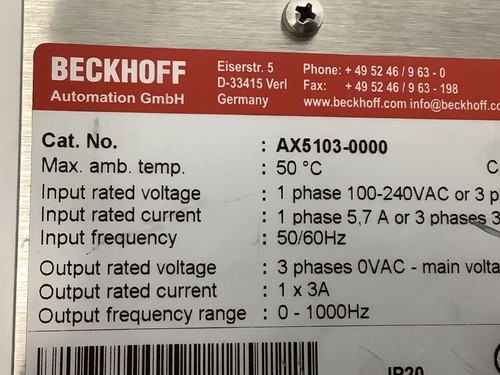 BECKHOFF
Automation GmbH
Eiserstr. 5
D-33415 Verl
Germany
Phone: + 49 52 46 / 9 63 - 0
Fax: + 49 52 46 / 9 63 - 198
www.beckhoff.com info@beckhoff.co
Cat. No. : AX5103-0000
Max. amb. temp. : 50 °C C
Input rated voltage : 1 phase 100-240VAC or 3 p
Input rated current : 1 phase 5,7 A or 3 phases 3
Input frequency : 50/60Hz
Output rated voltage : 3 phases 0VAC - main volta
Output rated current : 1 x 3A
Output frequency range : 0 - 1000Hz
IP20